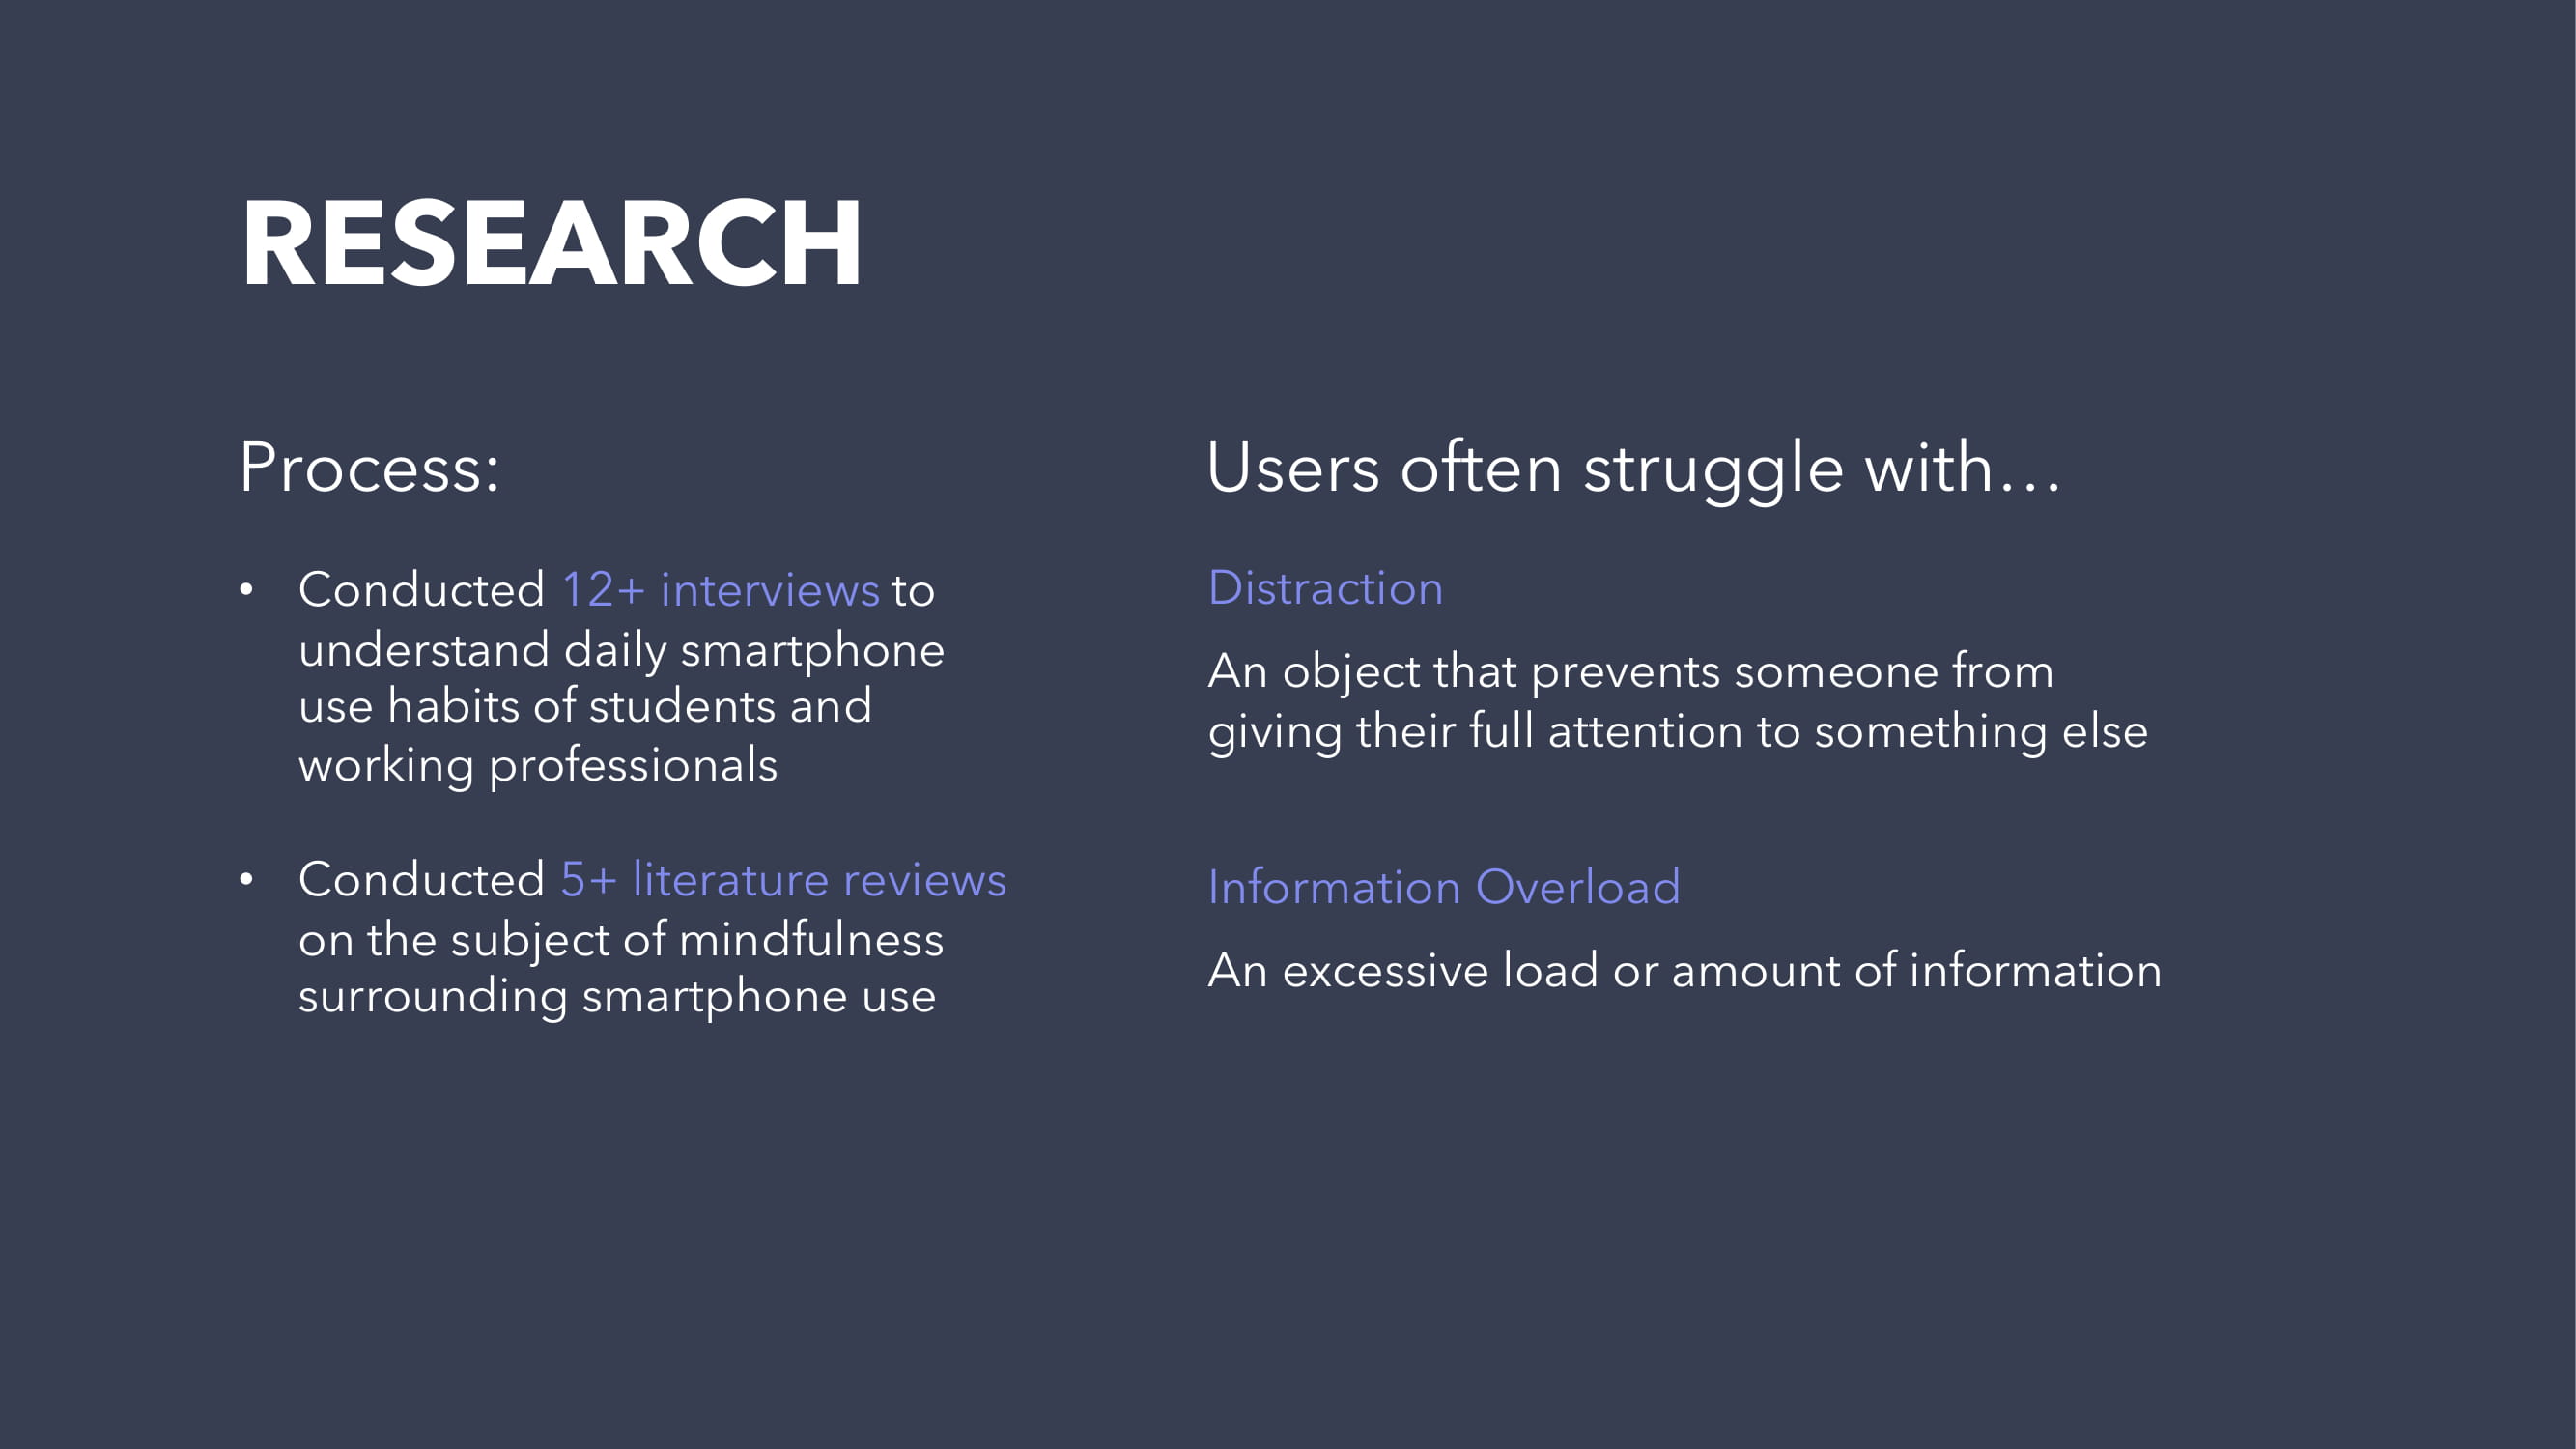 RESEARCH
Process:
• Conducted 12+ interviews to
understand daily smartphone
use habits of students and
working professionals
• Conducted 5+ literature reviews
on the subject of mindfulness
surrounding smartphone use
Users often struggle with…
Distraction
An object that prevents someone from
giving their full attention to something else
Information Overload
An excessive load or amount of information